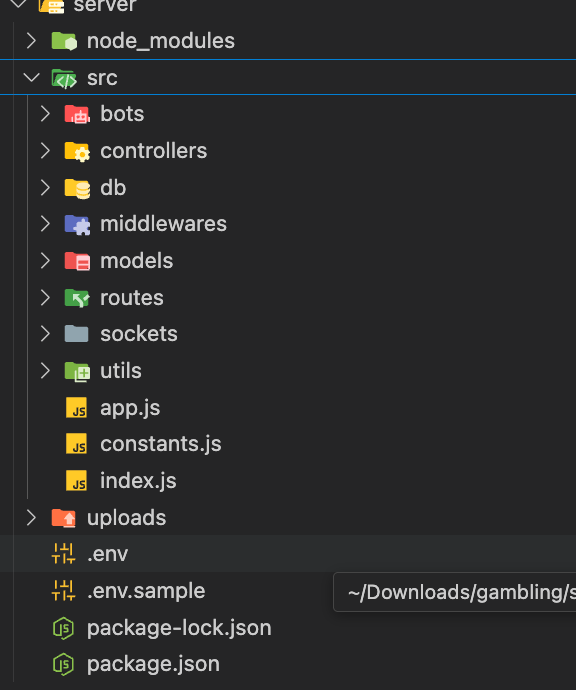 server
node_modules
src
bots
controllers
db
middlewares
models
routes
sockets
utils
JS app.js
JS constants.js
JS index.js
uploads
.env
.env.sample
~/Downloads/gambling/s
package-lock.json
package.json